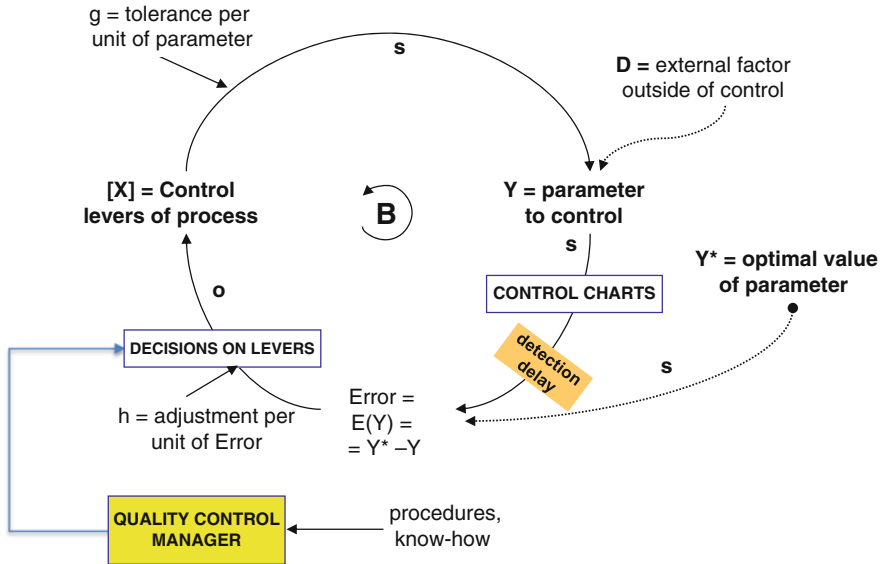 g = tolerance per
unit of parameter
s
D = external factor
outside of control
[X] = Control
levers of process
B
Y = parameter
to control
s
Y* = optimal value
of parameter
CONTROL CHARTS
o
DECISIONS ON LEVERS
detection
delay
s
h = adjustment per
unit of Error
Error =
E(Y) =
= Y* –Y
QUALITY CONTROL
MANAGER
procedures,
know-how